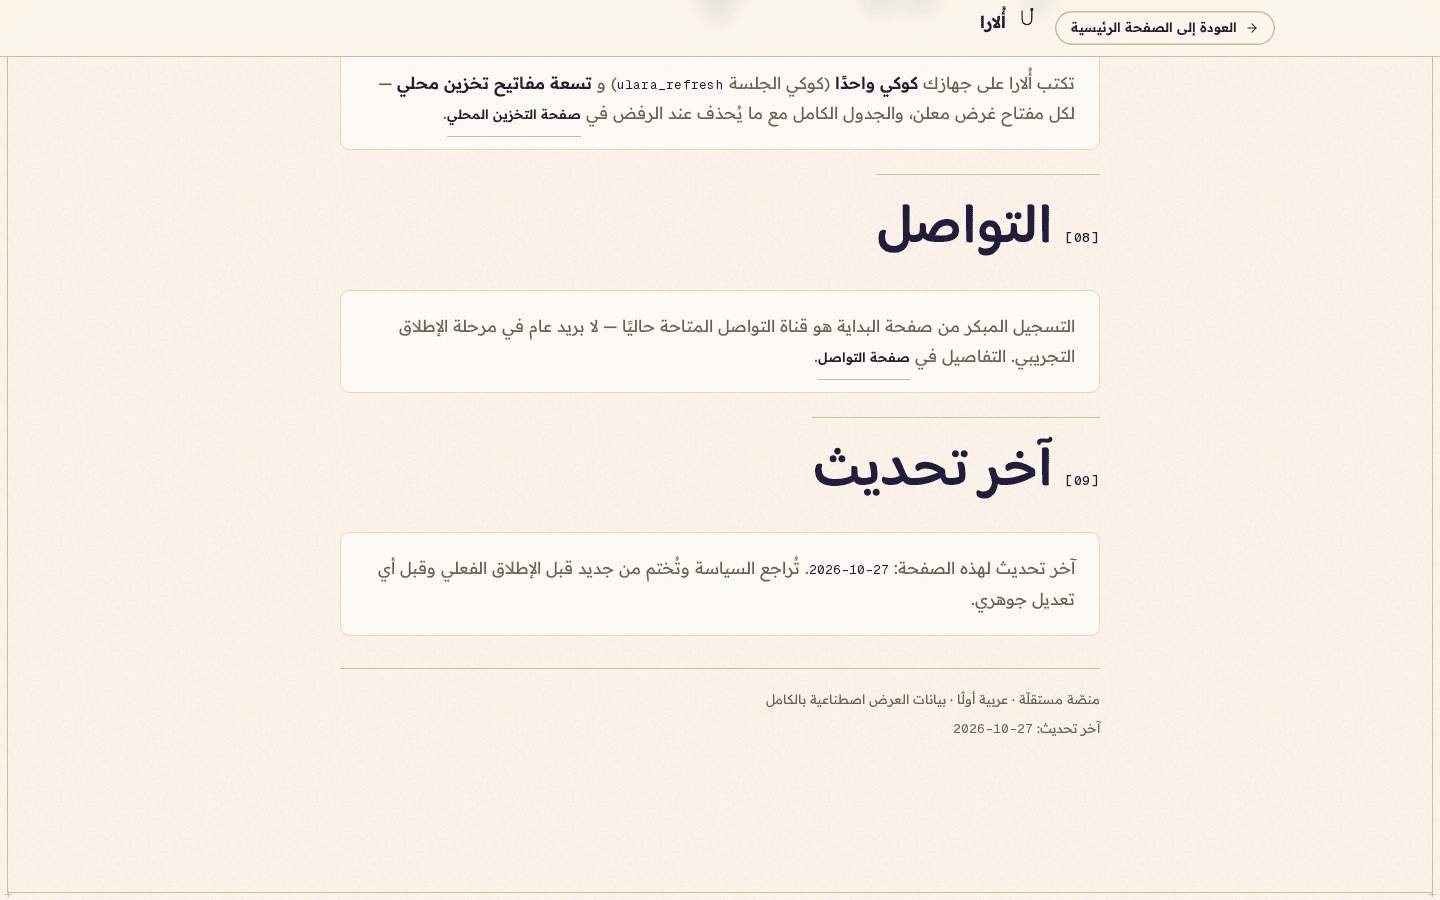 العودة إلى الصفحة الرئيسية →
أُلارا
تكتب أُلارا على جهازك كوكي واحدًا (كوكي الجلسة ulara_refresh) و تسعة مفاتيح تخزين محلي —
لكل مفتاح غرض معلن، والجدول الكامل مع ما يُحذف عند الرفض في صفحة التخزين المحلي.
[08] التواصل
التسجيل المبكر من صفحة البداية هو قناة التواصل المتاحة حاليًا — لا بريد عام في مرحلة الإطلاق
التجريبي. التفاصيل في صفحة التواصل.
[09] آخر تحديث
آخر تحديث لهذه الصفحة: 2026-10-27. تُراجع السياسة وتُختم من جديد قبل الإطلاق الفعلي وقبل أي
تعديل جوهري.
منصّة مستقلّة · عربية أولًا · بيانات العرض اصطناعية بالكامل
آخر تحديث: 2026-10-27